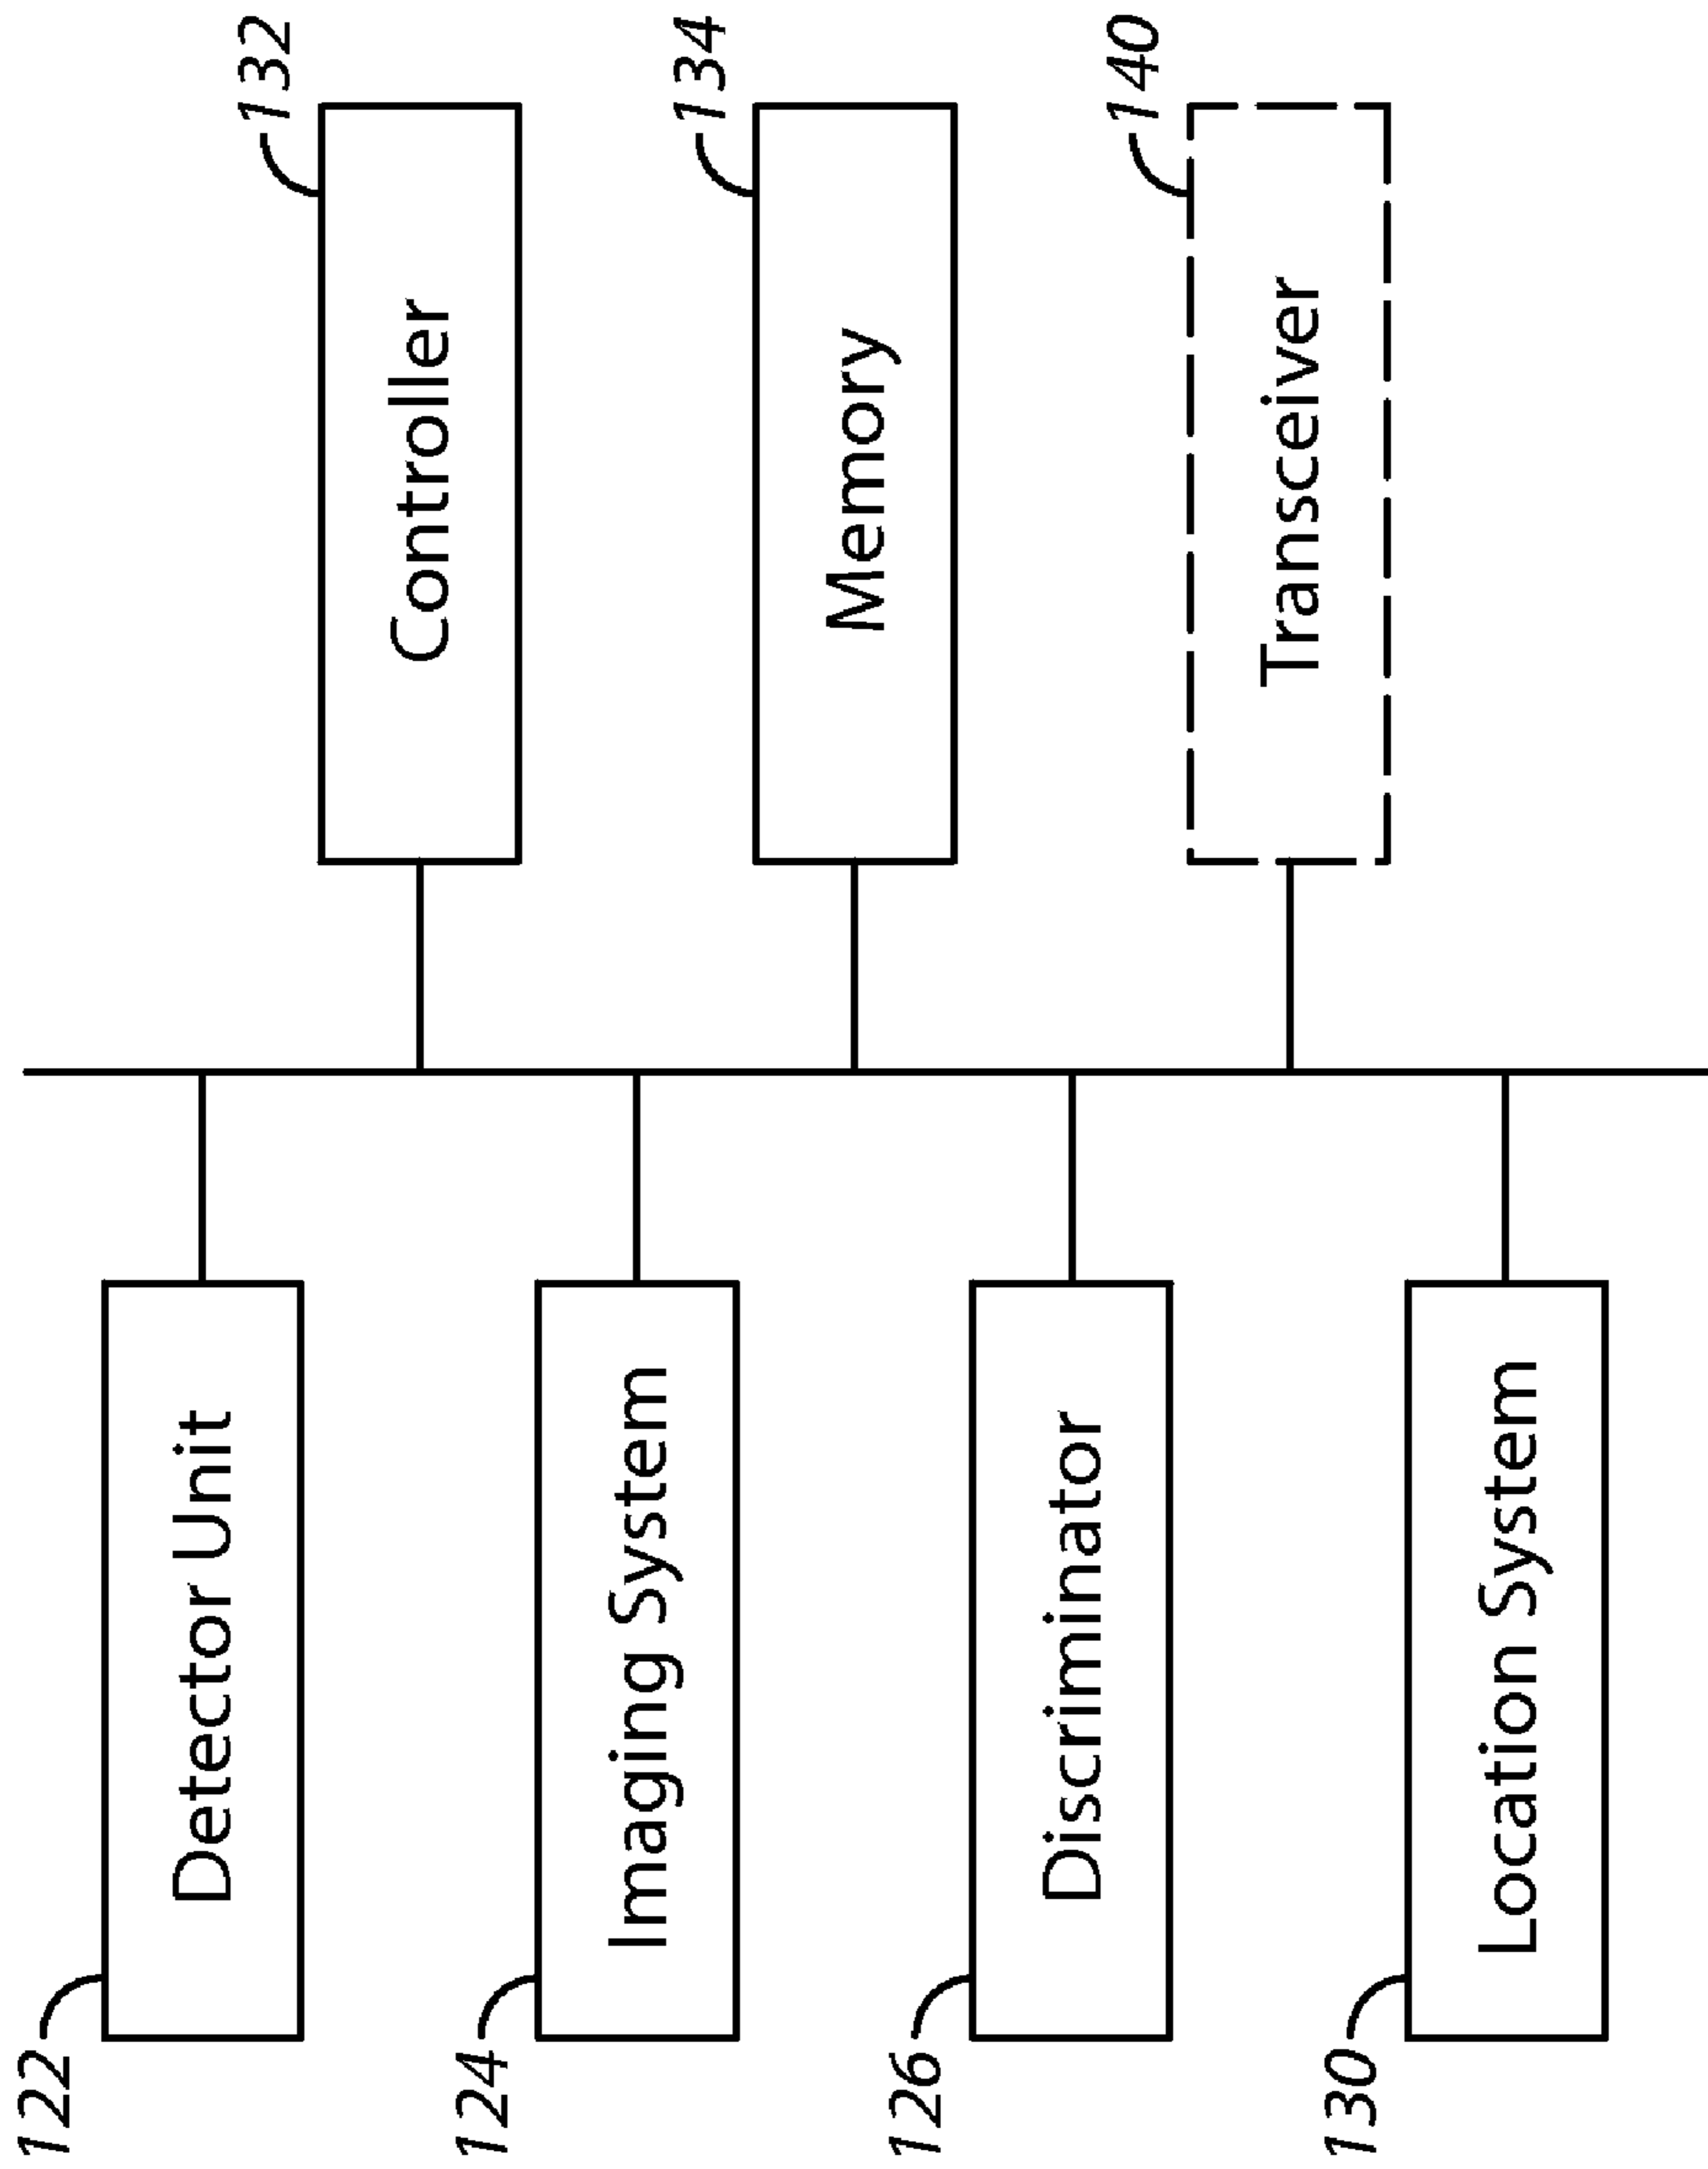 122
Detector Unit
132
Controller
124
Imaging System
134
Memory
126
Discriminator
140
Transceiver
130
Location System